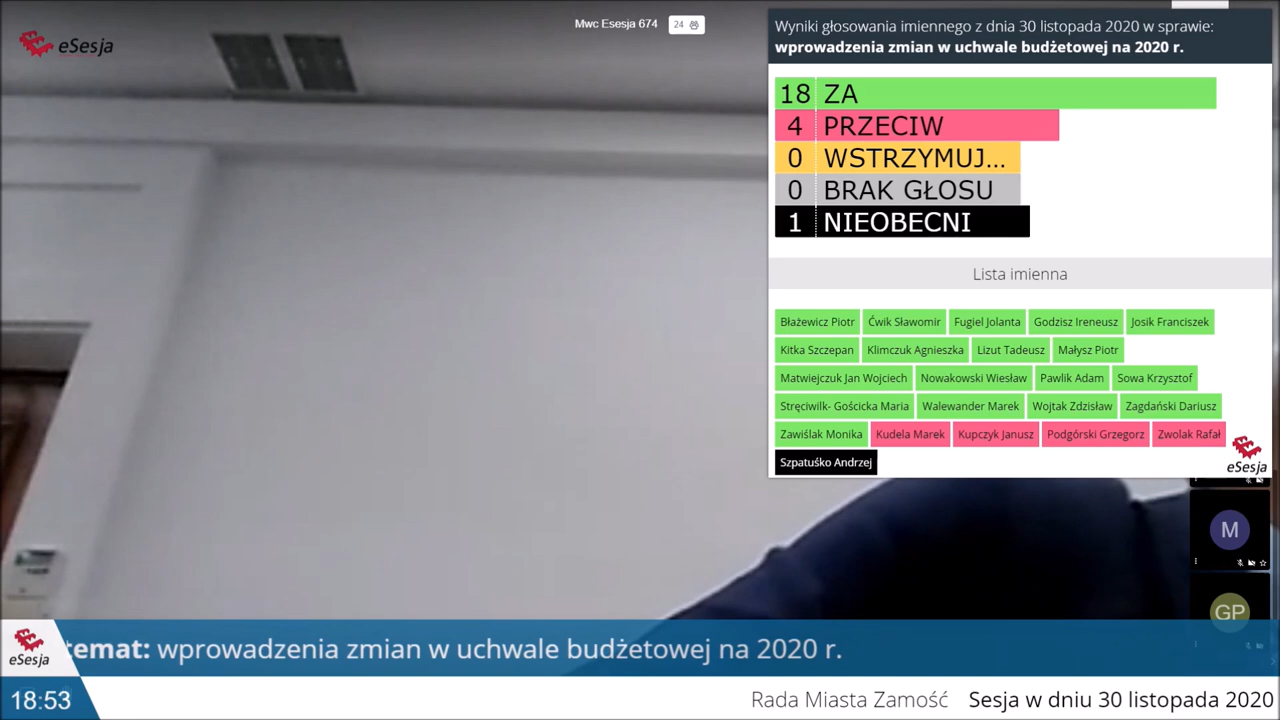 eSesja
Mwc Esesja 674
24
Wyniki głosowania imiennego z dnia 30 listopada 2020 w sprawie:
wprowadzenia zmian w uchwale budżetowej na 2020 r.
18 ZA
4 PRZECIW
0 WSTRZYMUJ...
0 BRAK GŁOSU
1 NIEOBECNI
Lista imienna
Błażewicz Piotr Ćwik Sławomir Fugiel Jolanta Godzisz Ireneusz Josik Franciszek
Kitka Szczepan Klimczuk Agnieszka Lizut Tadeusz Małysz Piotr
Matwiejczuk Jan Wojciech Nowakowski Wiesław Pawlik Adam Sowa Krzysztof
Stręciwilk- Gościcka Maria Walewander Marek Wojtak Zdzisław Zagdański Dariusz
Zawiślak Monika Kudela Marek Kupczyk Janusz Podgórski Grzegorz Zwolak Rafał
Szpatuśko Andrzej
eSesja
M
GP
eSesja
temat: wprowadzenia zmian w uchwale budżetowej na 2020 r.
18:53
Rada Miasta Zamość Sesja w dniu 30 listopada 2020